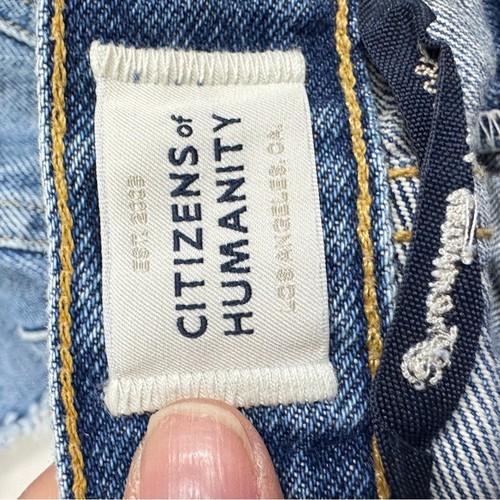 EST. 2003
CITIZENS of
HUMANITY
LOS ANGELES, CA.